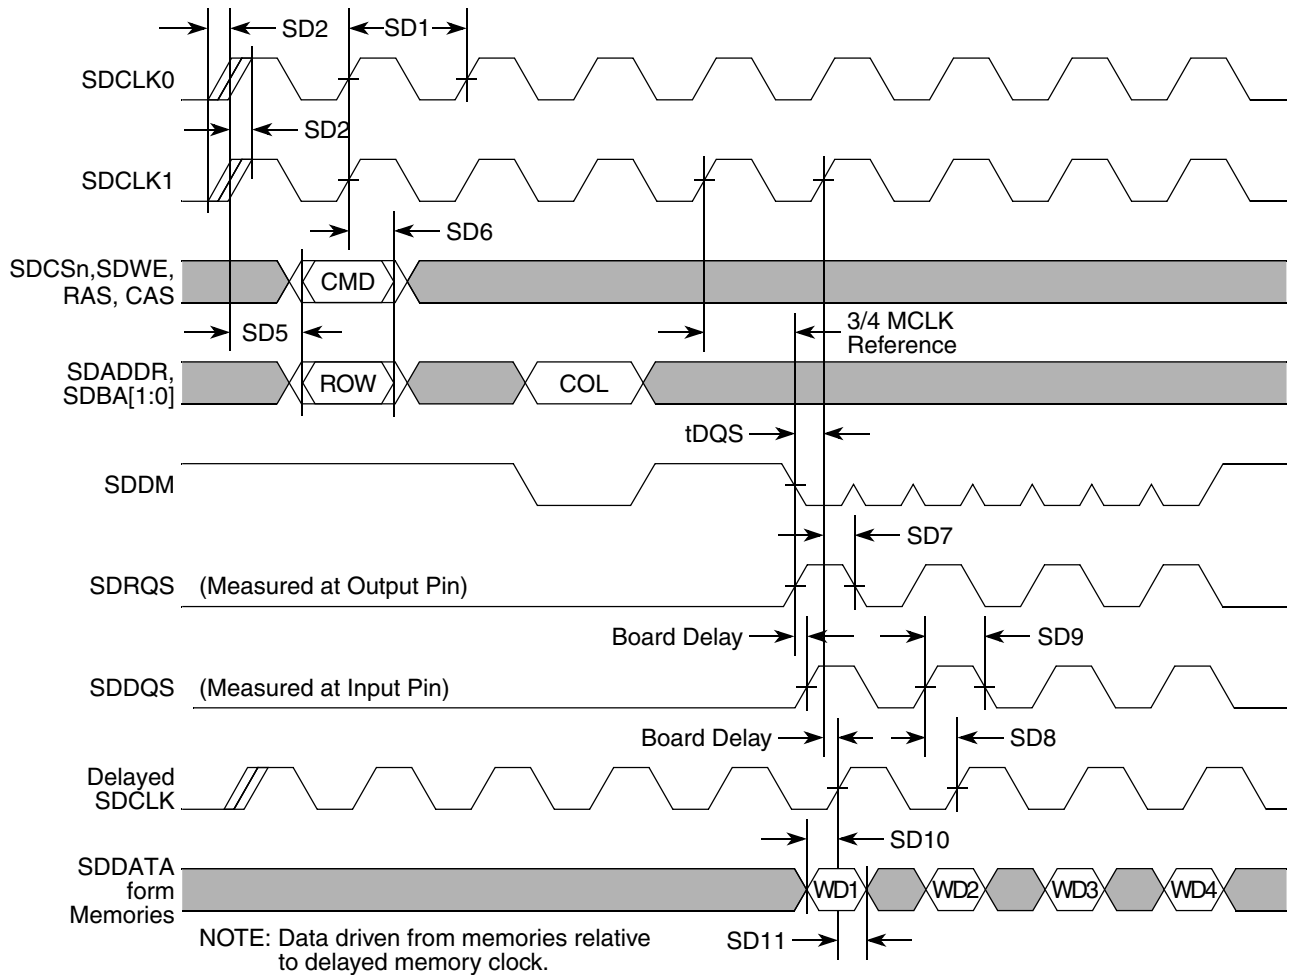 SD2
SD1
SDCLK0
SD2
SDCLK1
SD6
SDCSn,SDWE,
RAS, CAS
CMD
SD5
3/4 MCLK
Reference
SDADDR,
SDBA[1:0]
ROW
COL
tDQS
SDDM
SD7
SDRQS (Measured at Output Pin)
Board Delay
SD9
SDDQS (Measured at Input Pin)
Board Delay
SD8
Delayed
SDCLK
SD10
SDDATA
form
Memories
WD1
WD2
WD3
WD4
NOTE: Data driven from memories relative
to delayed memory clock.
SD11